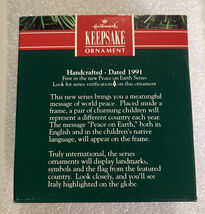 Hallmark
KEEPSAKE
ORNAMENT
Handcrafted - Dated 1991
First in the new Peace on Earth Series
Look for series verification on this ornament
This new series brings you a meaningful
message of world peace. Placed inside a
frame, a pair of charming children will
represent a different country each year.
The message "Peace on Earth," both in
English and in the children's native
language, will appear on the frame.
Truly international, the series
ornaments will display landmarks,
symbols and the flag from the featured
country. Look closely, and you'll see
Italy highlighted on the globe.